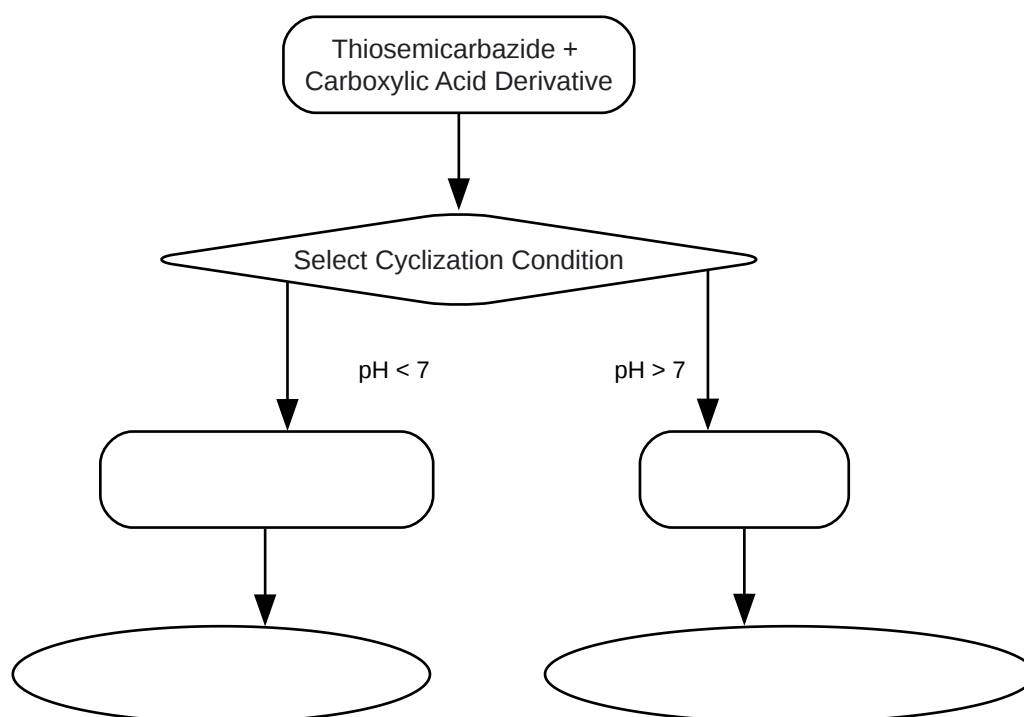 Thiosemicarbazide +
Carboxylic Acid Derivative
Select Cyclization Condition
pH < 7
pH > 7